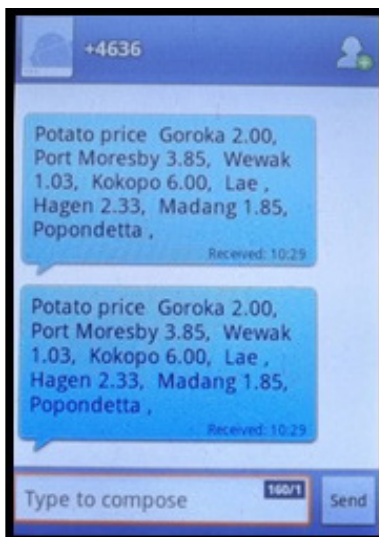 +4636
Potato price Goroka 2.00,
Port Moresby 3.85, Wewak
1.03, Kokopo 6.00, Lae ,
Hagen 2.33, Madang 1.85,
Popondetta ,
Received: 10:29
Potato price Goroka 2.00,
Port Moresby 3.85, Wewak
1.03, Kokopo 6.00, Lae ,
Hagen 2.33, Madang 1.85,
Popondetta ,
Received: 10:29
Type to compose
160/1
Send